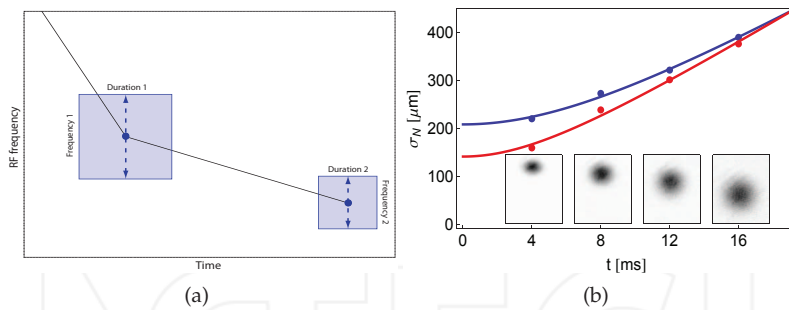 RF frequency
Duration 1
Frequency 1
Duration 2
Frequency 2
Time
(a)
σN [μm]
400
300
200
100
0
0
4
8
12
16
t [ms]
(b)